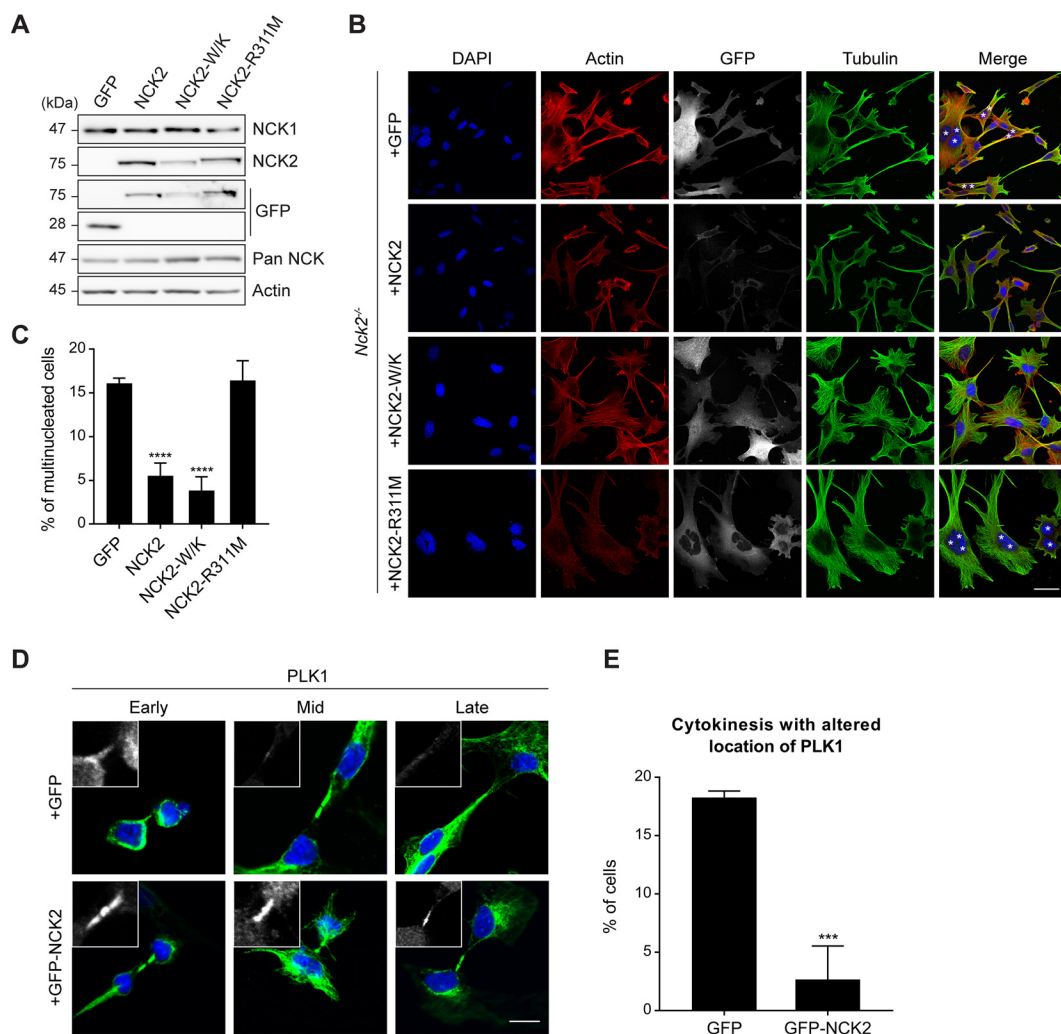 A
GFP
NCK2
NCK2-W/K
NCK2-R311M
(kDa)
47
NCK1
75
NCK2
75
GFP
28
47
Pan NCK
45
Actin
B
DAPI
Actin
GFP
Tubulin
Merge
Nck2-/-
+GFP
+NCK2
+NCK2-W/K
+NCK2-R311M
* * * * * *
* *
* * * * *
C
% of multinucleated cells
20
15
10
5
0
****
****
GFP
NCK2
NCK2-W/K
NCK2-R311M
D
PLK1
Early
Mid
Late
+GFP
+GFP-NCK2
E
Cytokinesis with altered
location of PLK1
% of cells
20
15
10
5
0
***
GFP
GFP-NCK2